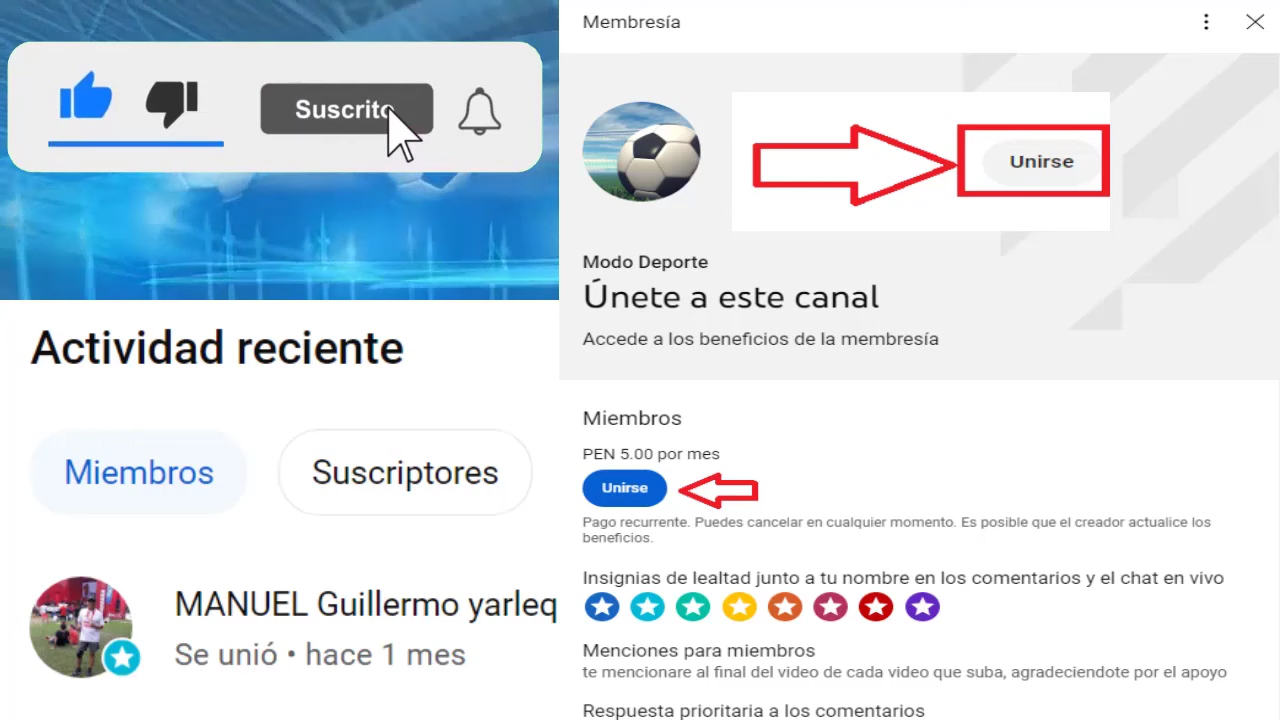 Suscrito
Actividad reciente
Miembros
Suscriptores
MANUEL Guillermo yarleq
Se unió • hace 1 mes
Membresía
Unirse
Modo Deporte
Únete a este canal
Accede a los beneficios de la membresía
Miembros
PEN 5.00 por mes
Unirse
Pago recurrente. Puedes cancelar en cualquier momento. Es posible que el creador actualice los
beneficios.
Insignias de lealtad junto a tu nombre en los comentarios y el chat en vivo
Menciones para miembros
te mencionare al final del video de cada video que suba, agradeciendote por el apoyo
Respuesta prioritaria a los comentarios